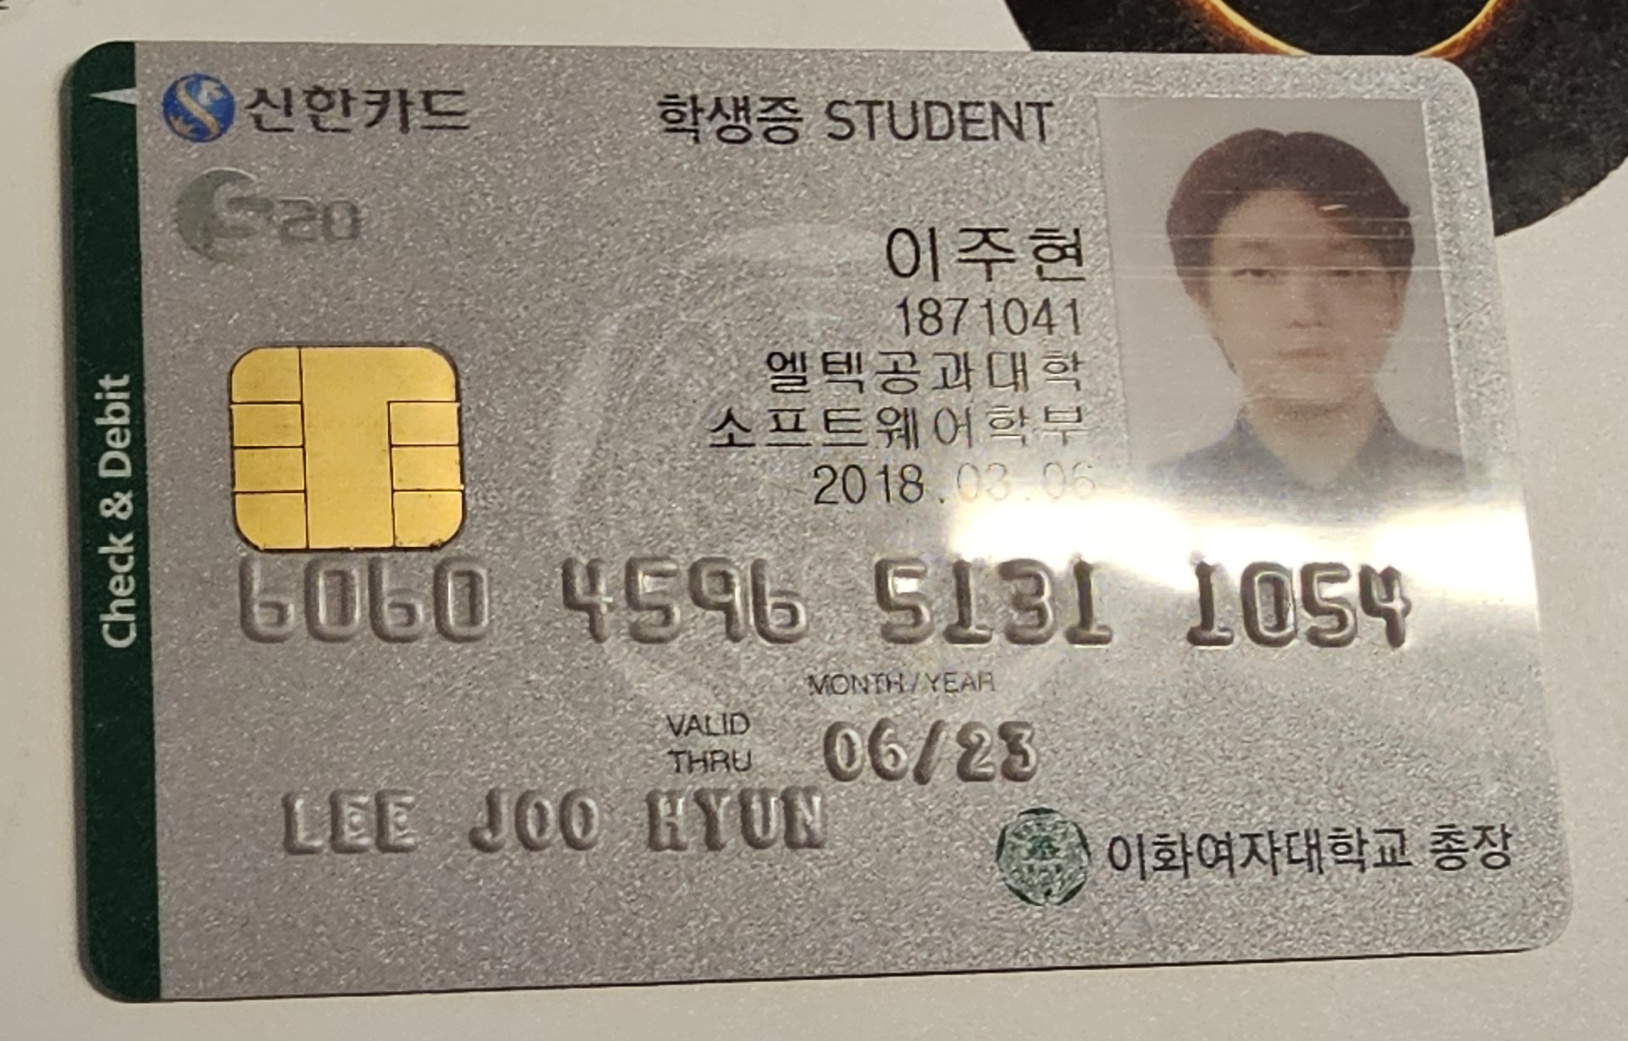 신한카드
학생증 STUDENT
S20
이주현
1871041
엘텍공과대학
소프트웨어학부
2018.03.06
Check & Debit
6060 4596 5131 1054
MONTH/YEAR
VALID THRU 06/23
LEE JOO HYUN
이화여자대학교 총장